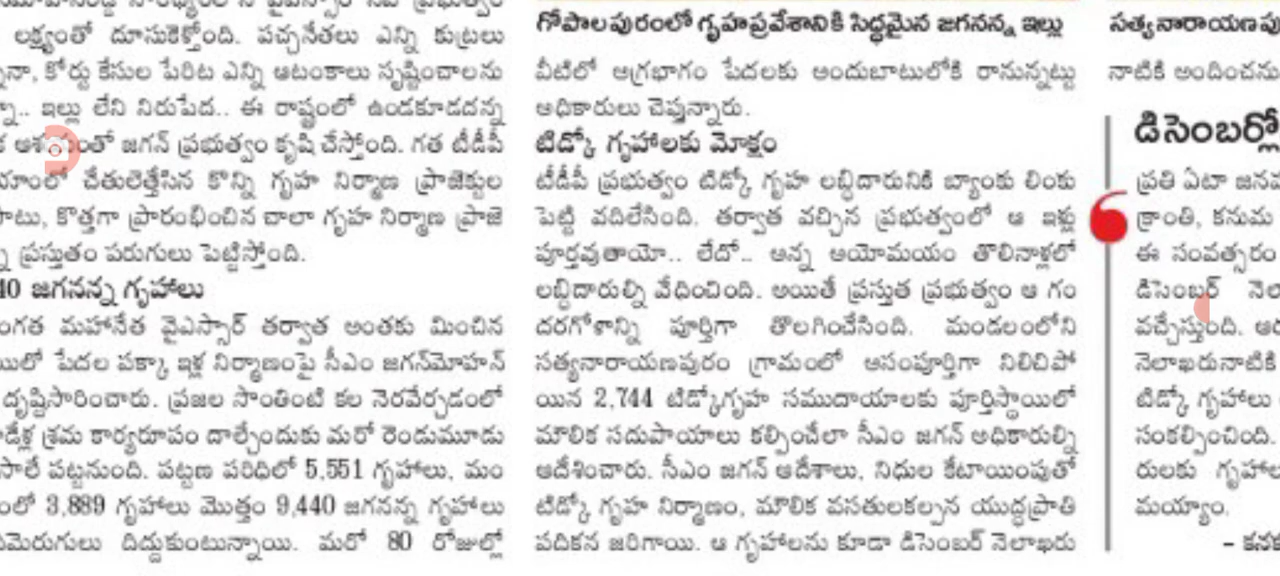 లక్ష్యంతో దూసుకెళ్తోంది. పచ్చనేతలు ఎన్ని కుట్రలు
కోర్టు కేసుల పేరిట ఎన్ని ఆటంకాలు సృష్టించాలను
ఇల్లు లేని నిరుపేద.. ఈ రాష్ట్రంలో ఉండకూడదన్న
జగన్ ప్రభుత్వం కృషి చేస్తోంది. గత టీడీపీ
చేతులెత్తేసిన కొన్ని గృహ నిర్మాణ ప్రాజెక్టుల
కొత్తగా ప్రారంభించిన చాలా గృహ నిర్మాణ ప్రాజె
ప్రస్తుతం పరుగులు పెట్టిస్తోంది.
40 జగనన్న గృహాలు
మహానేత వైఎస్సార్ తర్వాత అంతకు మించిన
పేదల పక్కా ఇళ్ల నిర్మాణంపై సీఎం జగన్‌మోహన్
దృష్టిసారించారు. ప్రజల సొంతింటి కల నెరవేర్చడంలో
శ్రమ కార్యరూపం దాల్చేందుకు మరో రెండుమూడు
పట్టనుంది. పట్టణ పరిధిలో 5,551 గృహాలు, మం
3,889 గృహాలు మొత్తం 9,440 జగనన్న గృహాలు
దిద్దుకుంటున్నాయి. మరో 80 రోజుల్లో
గోపాలపురంలో గృహప్రవేశానికి సిద్ధమైన జగనన్న ఇల్లు
వీటిలో అగ్రభాగం పేదలకు అందుబాటులోకి రానున్నట్టు
అధికారులు చెప్తున్నారు.
టిడ్కో గృహాలకు మోక్షం
టీడీపీ ప్రభుత్వం టిడ్కో గృహ లబ్ధిదారునికి బ్యాంకు లింకు
పెట్టి వదిలేసింది. తర్వాత వచ్చిన ప్రభుత్వంలో ఆ ఇళ్లు
పూర్తవుతాయో.. లేదో.. అన్న అయోమయం తొలినాళ్లలో
లబ్ధిదారుల్ని వేధించింది. అయితే ప్రస్తుత ప్రభుత్వం ఆ గం
దరగోళాన్ని పూర్తిగా తొలగించేసింది. మండలంలోని
సత్యనారాయణపురం గ్రామంలో అసంపూర్తిగా నిలిచిపో
యిన 2,744 టిడ్కోగృహ సముదాయాలకు పూర్తిస్థాయిలో
మౌలిక సదుపాయాలు కల్పించేలా సీఎం జగన్ అధికారుల్ని
ఆదేశించారు. సీఎం జగన్ ఆదేశాలు, నిధుల కేటాయింపుతో
టిడ్కో గృహ నిర్మాణం, మౌలిక వసతులకల్పన యుద్ధప్రాతి
పదికన జరిగాయి. ఆ గృహాలను కూడా డిసెంబర్ నెలాఖరు
సత్యనారాయణపు
నాటికి అందించను
డిసెంబర్లో
ప్రతి ఏటా
క్రాంతి, కనుమ
ఈ సంవత్సరం
డిసెంబర్
వచ్చేస్తుంది.
నెలాఖరునాటికి
టిడ్కో గృహాలు
సంకల్పించింది.
రులకు
మయ్యాం.